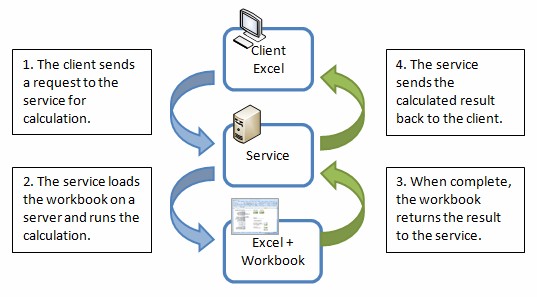 1. The client sends
a request to the
service for
calculation.
Client
Excel
4. The service
sends the
calculated result
back to the client.
Service
2. The service loads
the workbook on a
server and runs the
calculation.
Excel +
Workbook
3. When complete,
the workbook
returns the result
to the service.